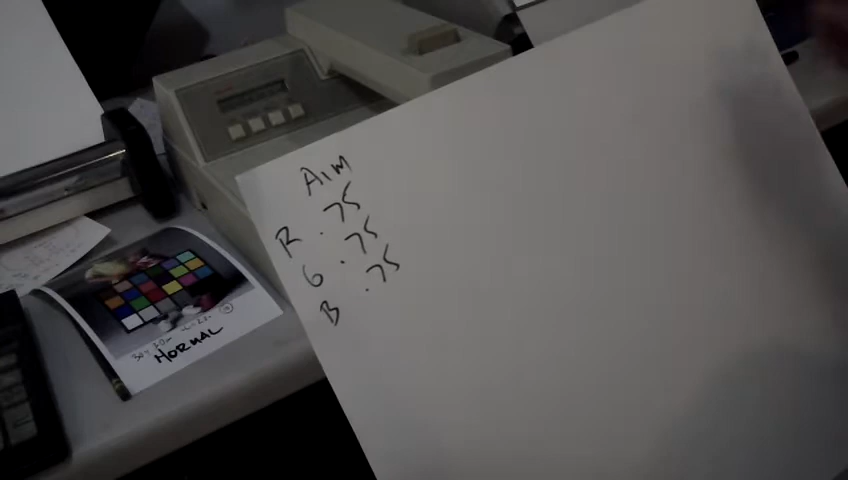 Aim
R .75
G .75
B .75
NORMAL